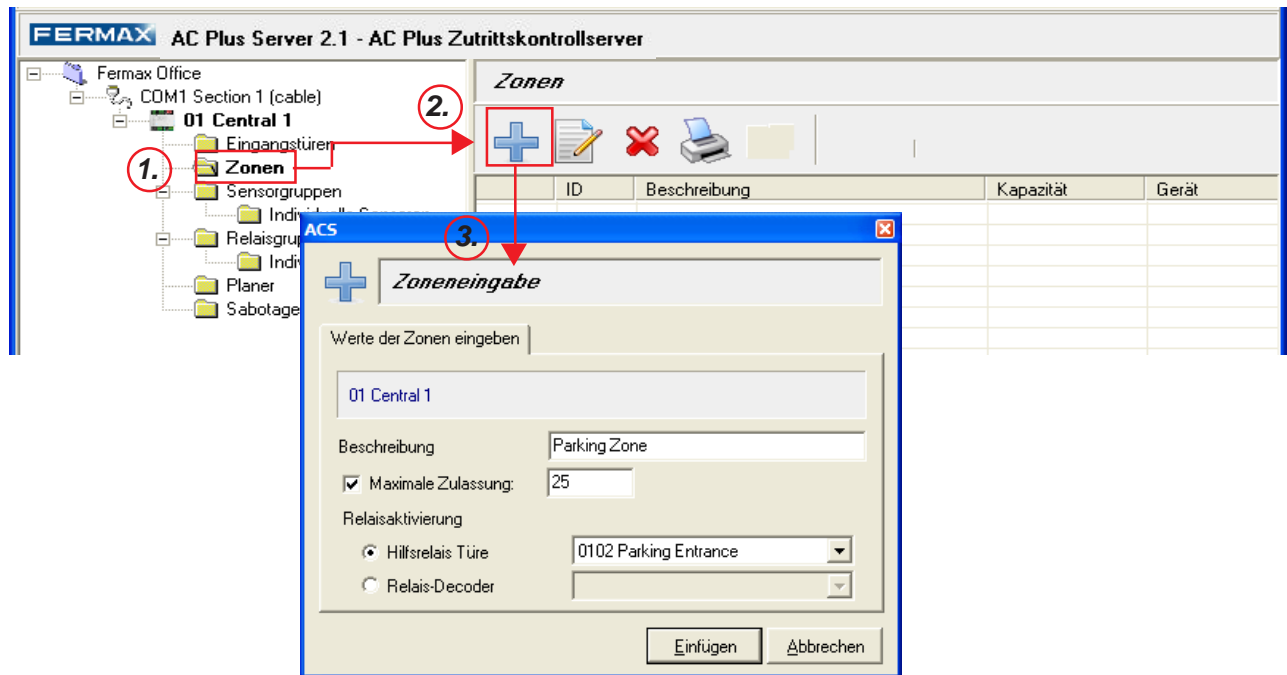 FERMAX AC Plus Server 2.1 - AC Plus Zutrittskontrollserver
Fermax Office
COM1 Section 1 (cable)
01 Central 1
Eingangstüren
Zonen
Sensorgruppen
Relaisgrup
Indiv
Planer
Sabotage
1.
2.
Zonen
ID Beschreibung Kapazität Gerät
3.
ACS
Zoneneingabe
Werte der Zonen eingeben
01 Central 1
Beschreibung Parking Zone
Maximale Zulassung: 25
Relaisaktivierung
Hilfsrelais Türe 0102 Parking Entrance
Relais-Decoder
Einfügen Abbrechen